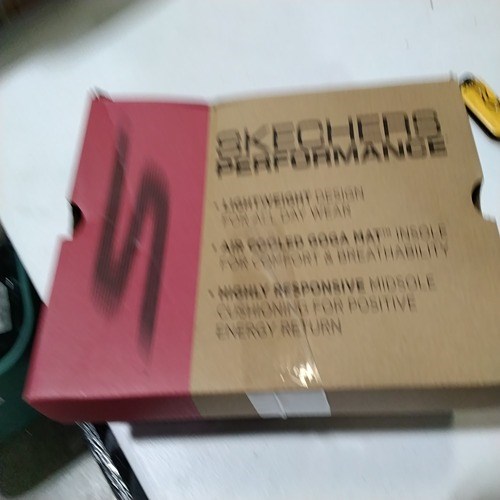 SKECHERS
PERFORMANCE
\ LIGHTWEIGHT DESIGN
FOR ALL DAY WEAR
\ AIR COOLED GOGA MAT™ INSOLE
FOR COMFORT & BREATHABILITY
\ HIGHLY RESPONSIVE MIDSOLE
CUSHIONING FOR POSITIVE
ENERGY RETURN